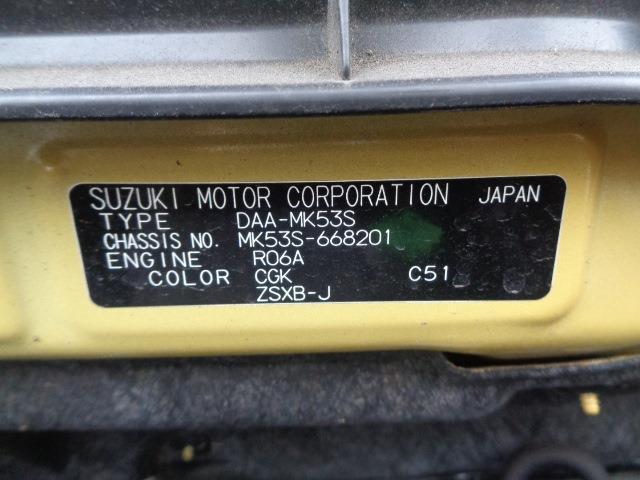 SUZUKI MOTOR CORPORATION JAPAN
TYPE DAA-MK53S
CHASSIS NO. MK53S-668201
ENGINE R06A
COLOR CGK C51
ZSXB-J